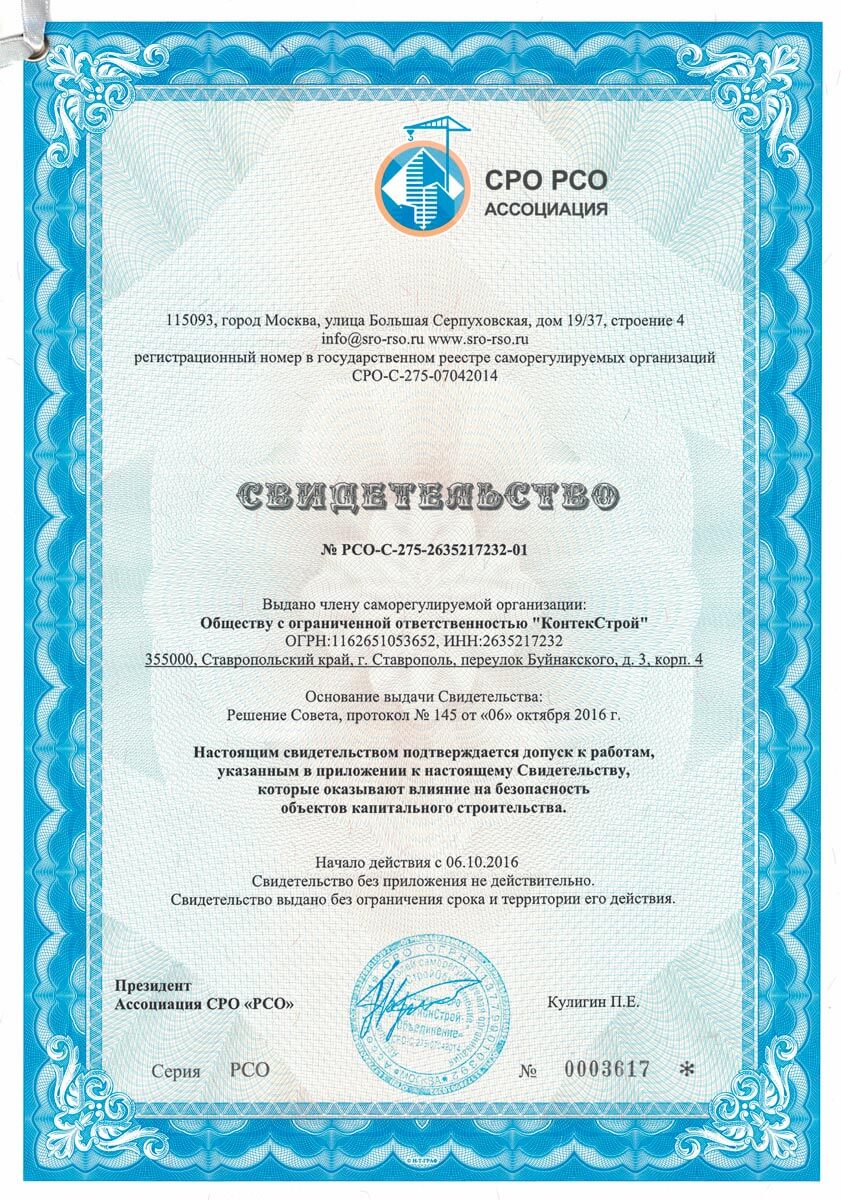 СРО РСО
АССОЦИАЦИЯ
115093, город Москва, улица Большая Серпуховская, дом 19/37, строение 4
info@sro-rso.ru www.sro-rso.ru
регистрационный номер в государственном реестре саморегулируемых организаций
СРО-С-275-07042014
СВИДЕТЕЛЬСТВО
№ РСО-С-275-2635217232-01
Выдано члену саморегулируемой организации:
Обществу с ограниченной ответственностью "КонтекСтрой"
ОГРН:1162651053652, ИНН:2635217232
355000, Ставропольский край, г. Ставрополь, переулок Буйнакского, д. 3, корп. 4
Основание выдачи Свидетельства:
Решение Совета, протокол № 145 от «06» октября 2016 г.
Настоящим свидетельством подтверждается допуск к работам,
указанным в приложении к настоящему Свидетельству,
которые оказывают влияние на безопасность
объектов капитального строительства.
Начало действия с 06.10.2016
Свидетельство без приложения не действительно.
Свидетельство выдано без ограничения срока и территории его действия.
Президент
Ассоциация СРО «РСО»
Кулигин П.Е.
Объединение»
МОСКВА
Серия РСО № 0003617 *
© Н-Т-ГРАФ